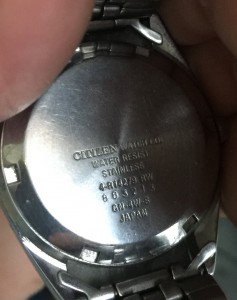 CITIZEN WATCH CO.
WATER RESIST
STAINLESS
GN-4W-S
JAPAN